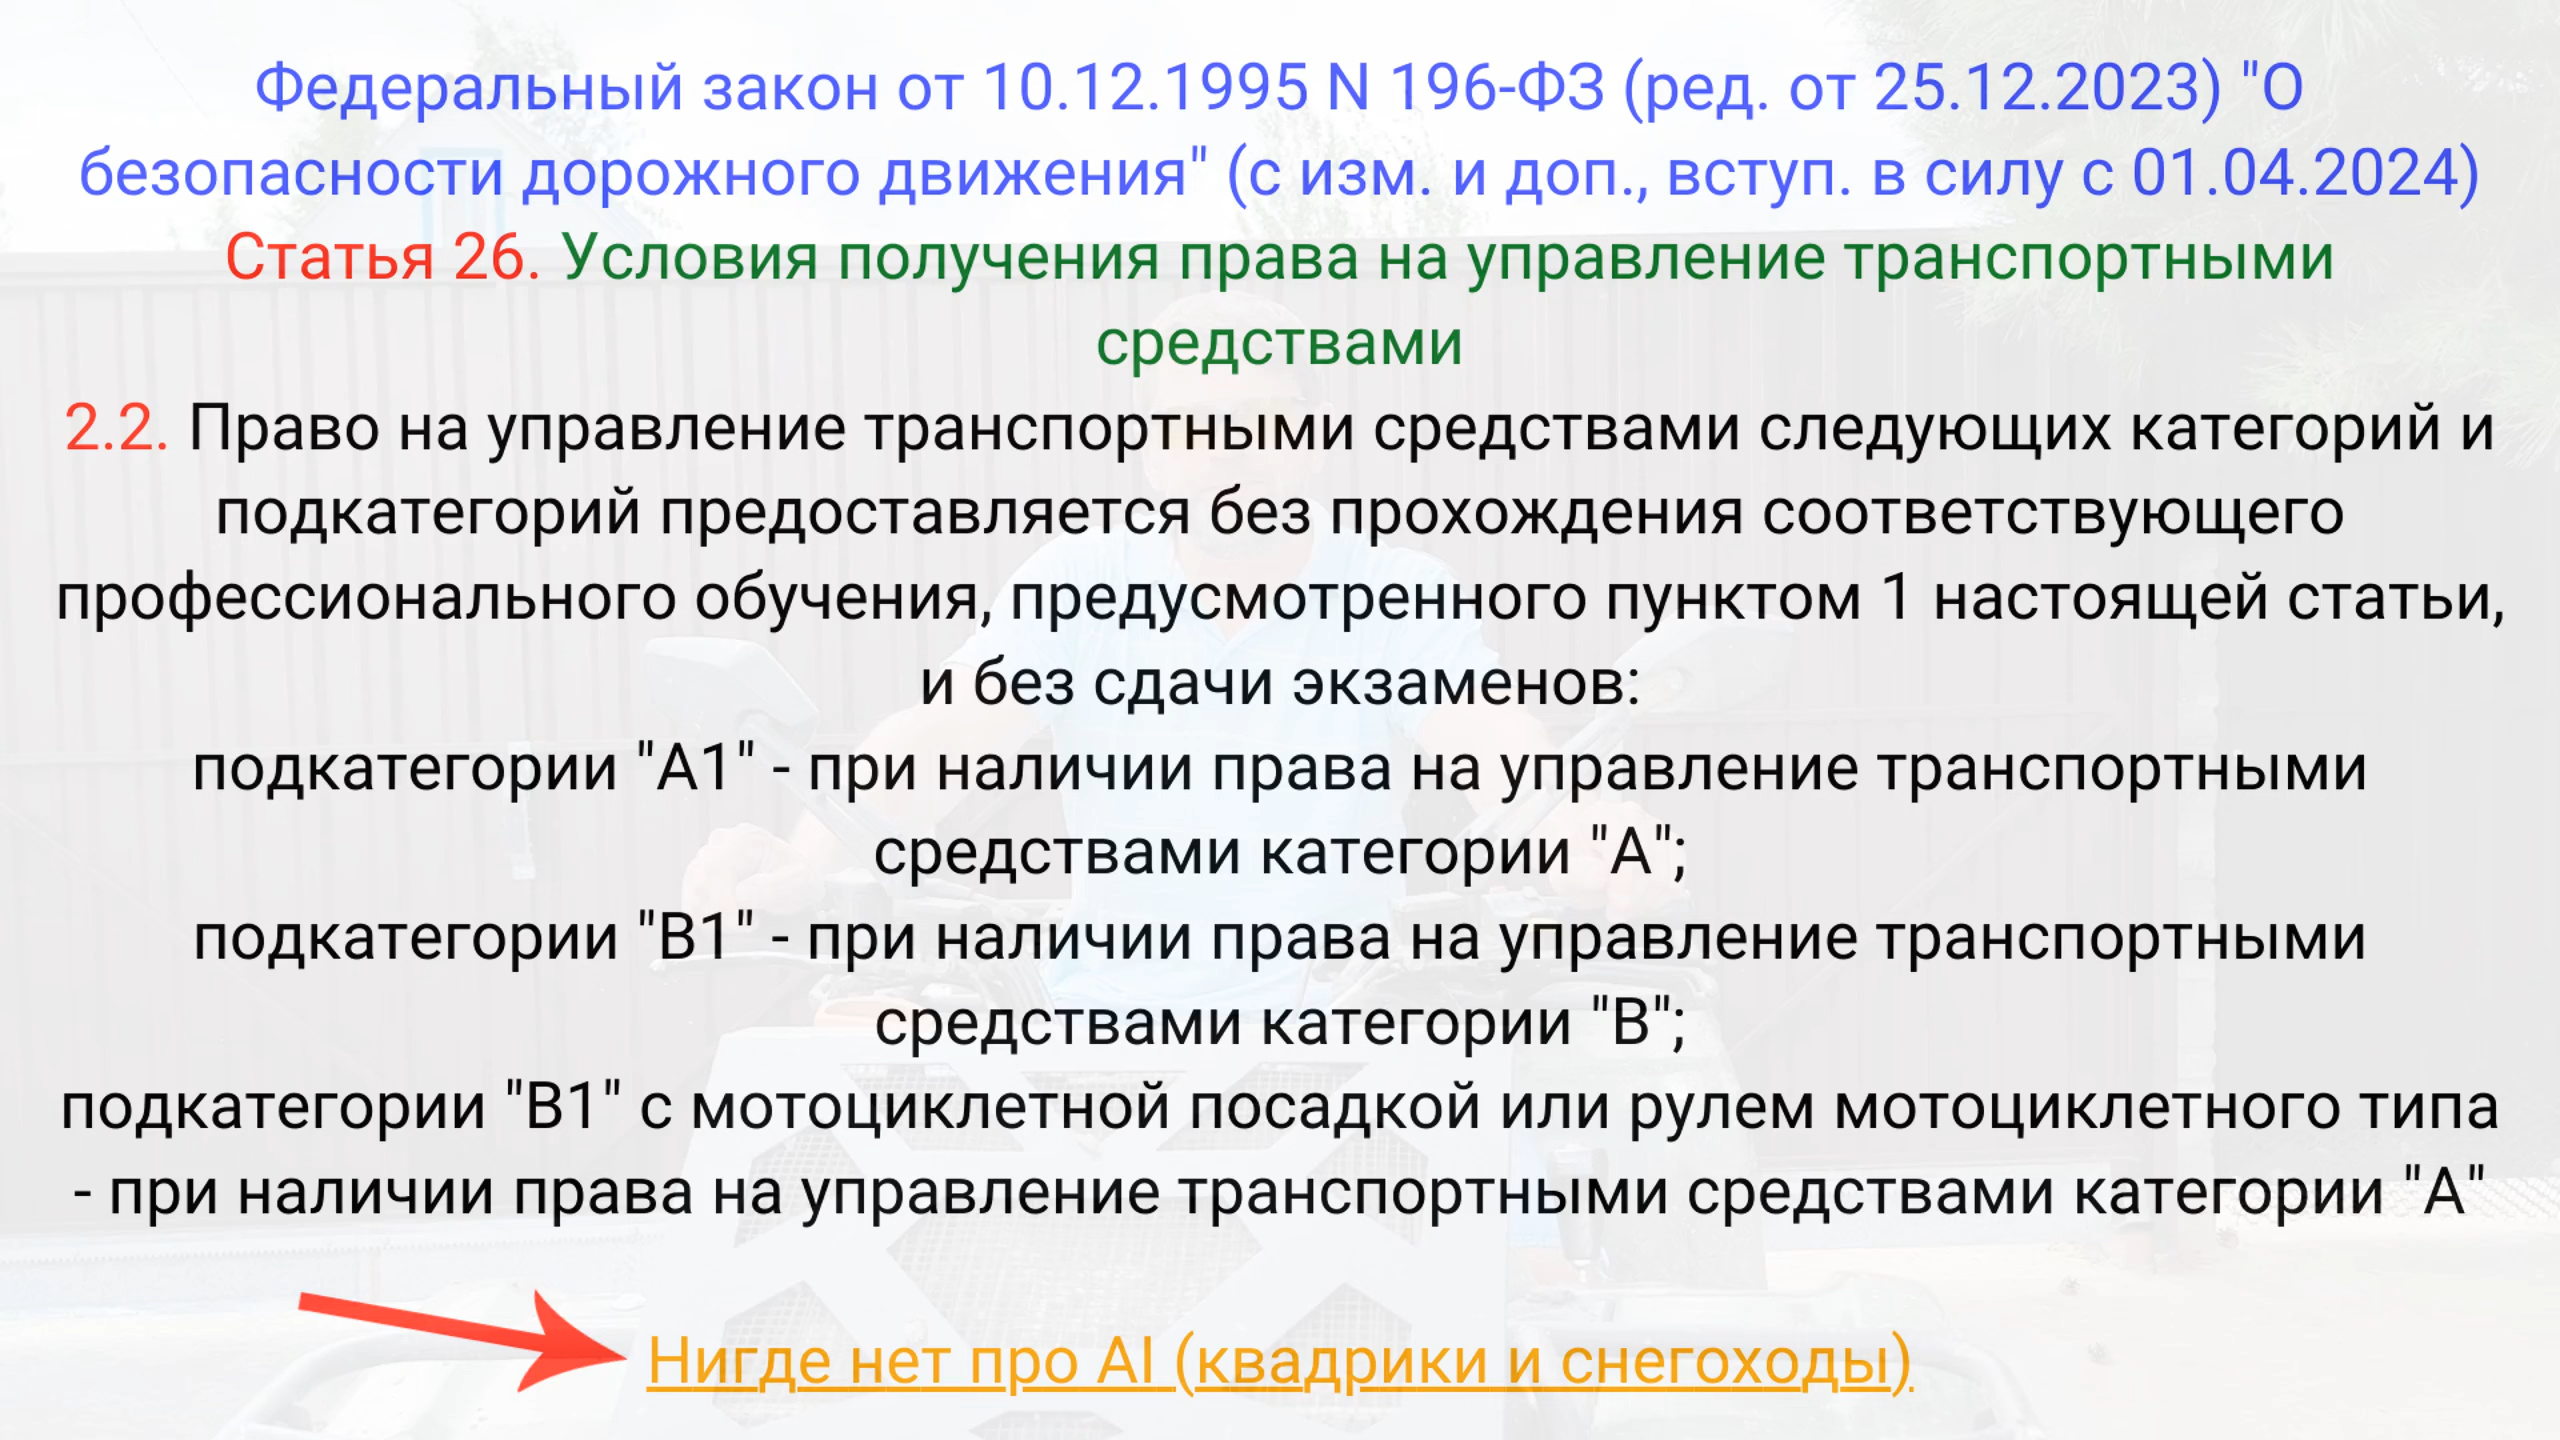 Федеральный закон от 10.12.1995 N 196-ФЗ (ред. от 25.12.2023) "О
безопасности дорожного движения" (с изм. и доп., вступ. в силу с 01.04.2024)
Статья 26. Условия получения права на управление транспортными
средствами
2.2. Право на управление транспортными средствами следующих категорий и
подкатегорий предоставляется без прохождения соответствующего
профессионального обучения, предусмотренного пунктом 1 настоящей статьи,
и без сдачи экзаменов:
подкатегории "А1" - при наличии права на управление транспортными
средствами категории "А";
подкатегории "В1" - при наличии права на управление транспортными
средствами категории "В";
подкатегории "В1" с мотоциклетной посадкой или рулем мотоциклетного типа
- при наличии права на управление транспортными средствами категории "А"
Нигде нет про АI (квадрики и снегоходы)